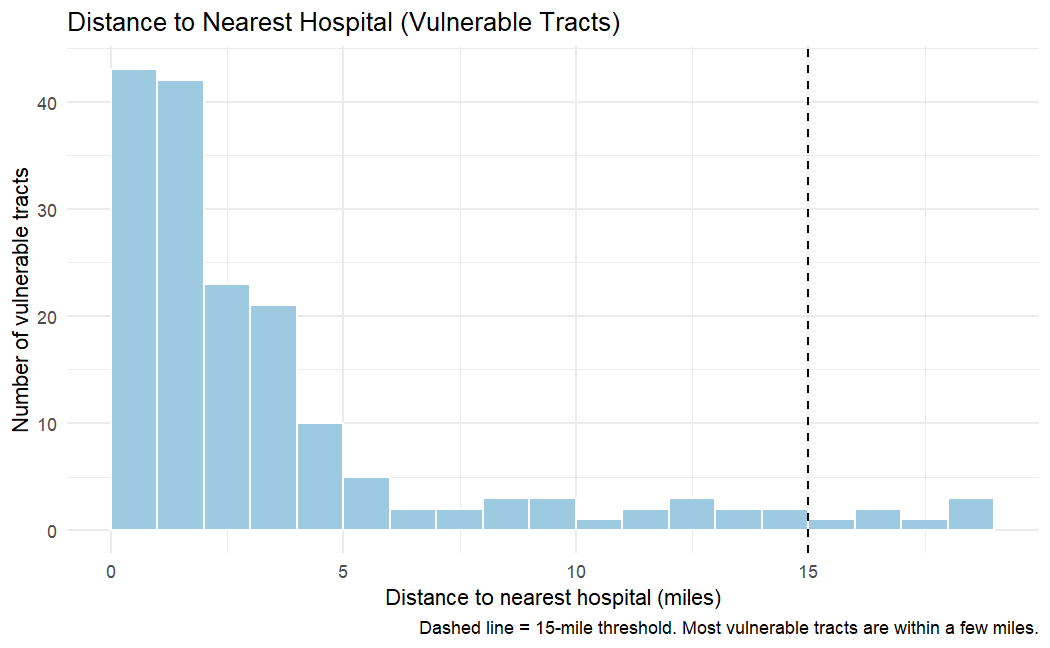 Distance to Nearest Hospital (Vulnerable Tracts)
Number of vulnerable tracts
40
30
20
10
0
0 5 10 15
Distance to nearest hospital (miles)
Dashed line = 15-mile threshold. Most vulnerable tracts are within a few miles.